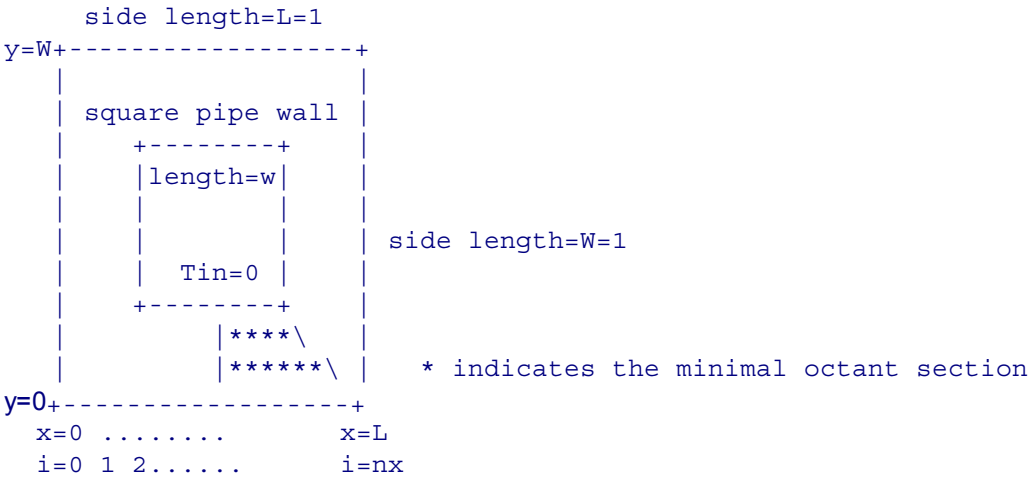 side length=L=1
y=W+------------------+
square pipe wall
+--------+
|length=w|
side length=W=1
Tin=0
+--------+
|****\
|******\ | * indicates the minimal octant section
y=0+------------------+
x=0 ........ x=L
i=0 1 2...... i=nx